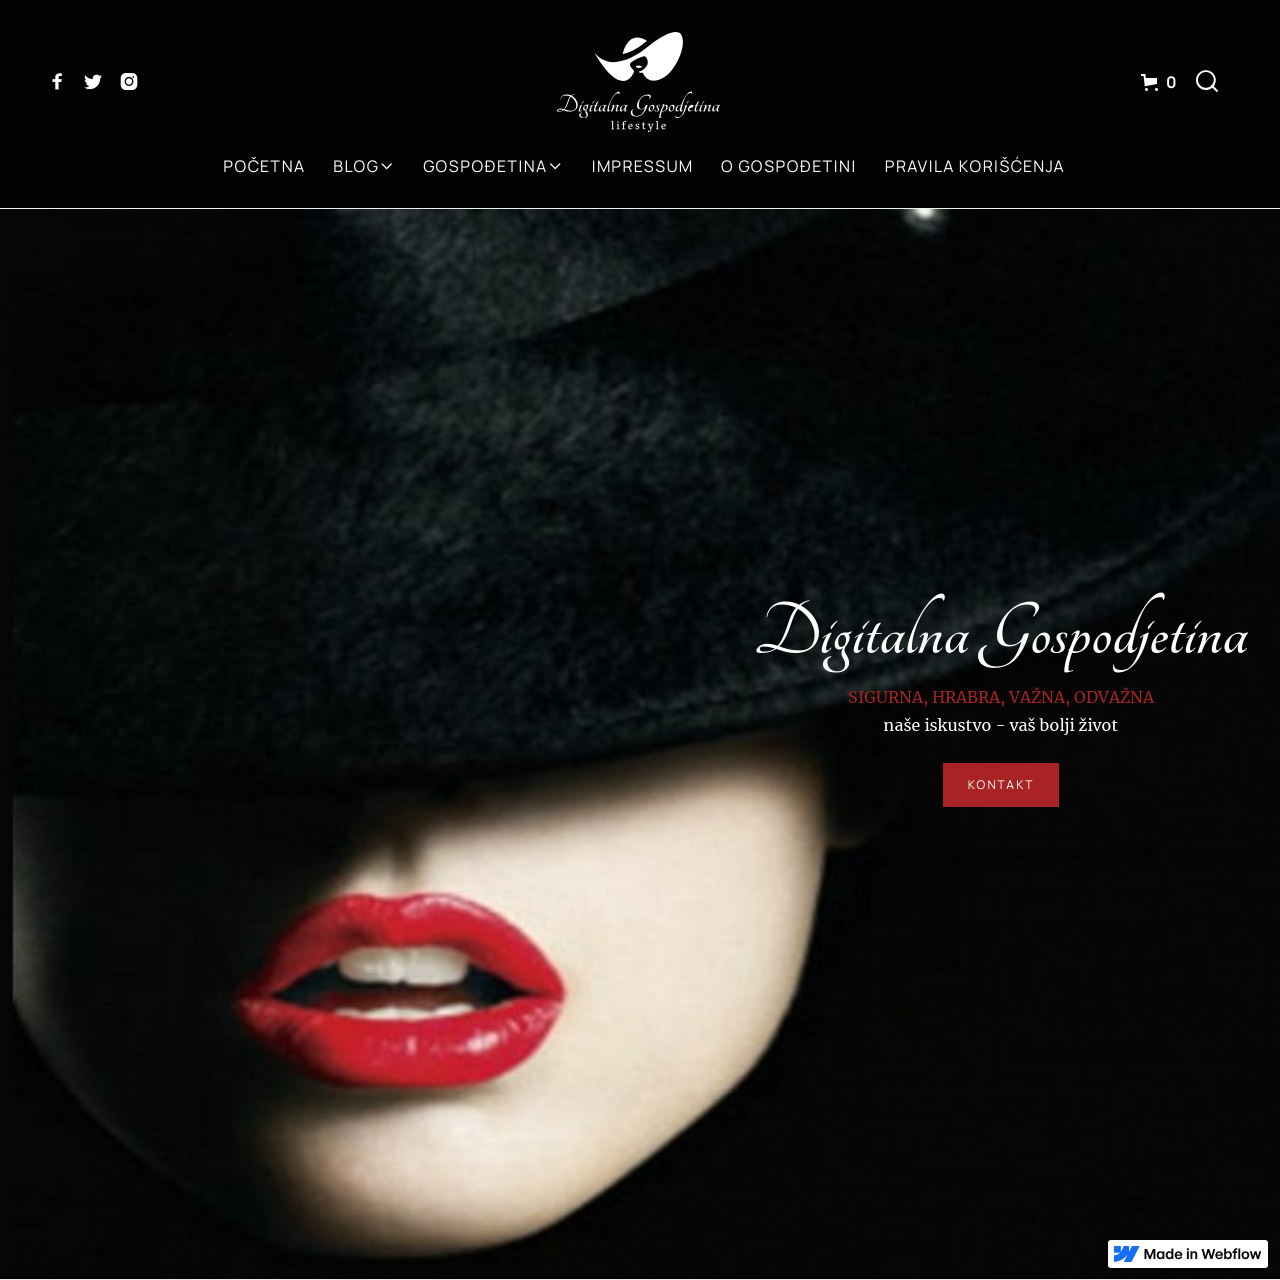 Digitalna Gospodjetina
lifestyle
0
POČETNA BLOG GOSPOĐETINA IMPRESSUM O GOSPOĐETINI PRAVILA KORIŠĆENJA
Digitalna Gospodjetina
SIGURNA, HRABRA, VAŽNA, ODVAŽNA
naše iskustvo - vaš bolji život
KONTAKT
Made in Webflow